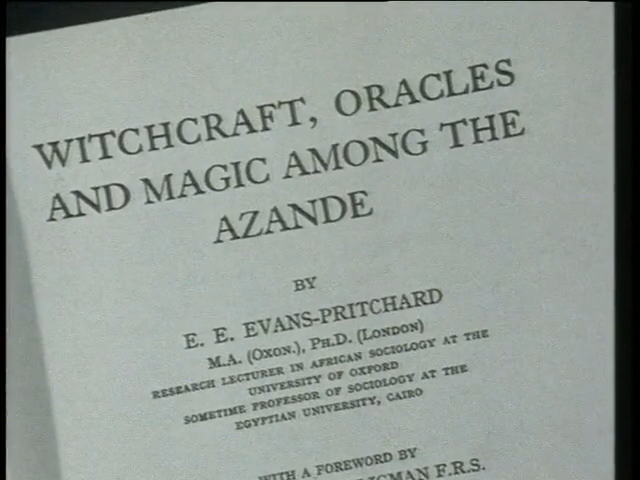 WITCHCRAFT, ORACLES
AND MAGIC AMONG THE
AZANDE
BY
E. E. EVANS-PRITCHARD
M.A. (OXON.), PH.D. (LONDON)
RESEARCH LECTURER IN AFRICAN SOCIOLOGY AT THE
UNIVERSITY OF OXFORD
SOMETIME PROFESSOR OF SOCIOLOGY AT THE
EGYPTIAN UNIVERSITY, CAIRO
WITH A FOREWORD BY
F.R.S.